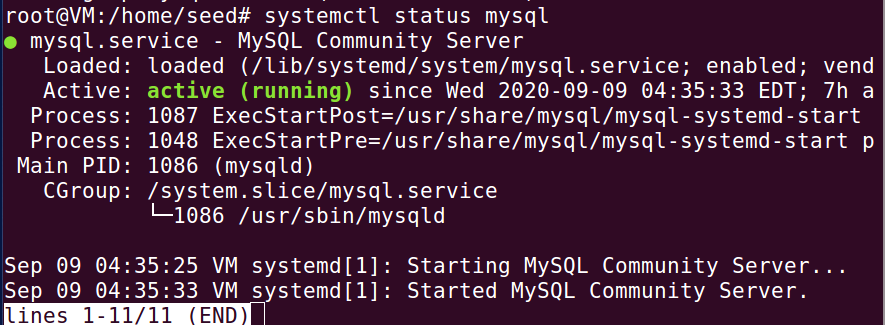 root@VM:/home/seed# systemctl status mysql
● mysql.service - MySQL Community Server
   Loaded: loaded (/lib/systemd/system/mysql.service; enabled; vend
   Active: active (running) since Wed 2020-09-09 04:35:33 EDT; 7h a
  Process: 1087 ExecStartPost=/usr/share/mysql/mysql-systemd-start
  Process: 1048 ExecStartPre=/usr/share/mysql/mysql-systemd-start p
 Main PID: 1086 (mysqld)
   CGroup: /system.slice/mysql.service
           └─1086 /usr/sbin/mysqld

Sep 09 04:35:25 VM systemd[1]: Starting MySQL Community Server...
Sep 09 04:35:33 VM systemd[1]: Started MySQL Community Server.
lines 1-11/11 (END)